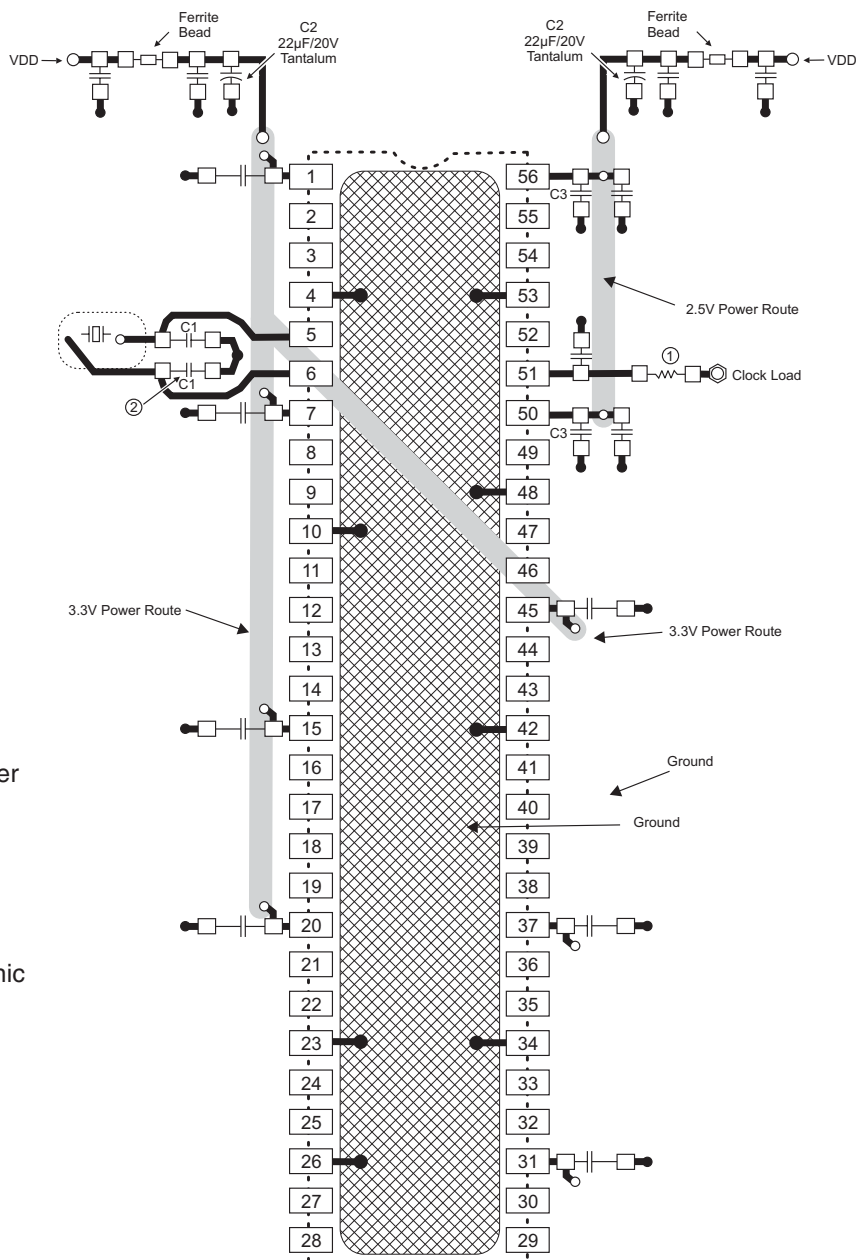 Ferrite
Bead
C2
22µF/20V
Tantalum
VDD
Ferrite
Bead
C2
22µF/20V
Tantalum
VDD
1
56
C3
2
55
3
54
4
53
2.5V Power Route
C1
5
52
6
51
①
Clock Load
C1
②
7
50
C3
8
49
9
48
10
47
11
46
12
45
3.3V Power Route
3.3V Power Route
13
44
14
43
15
42
16
41
Ground
er
17
40
Ground
18
39
19
38
20
37
21
36
nic
22
35
23
34
24
33
25
32
26
31
27
30
28
29